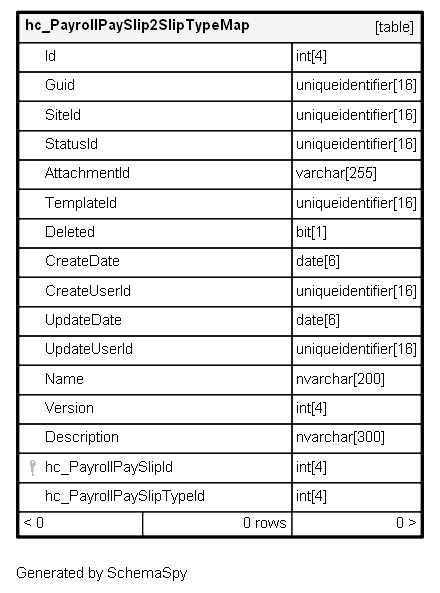 hc_PayrollPaySlip2SlipTypeMap [table]
Id int[4]
Guid uniqueidentifier[16]
SiteId uniqueidentifier[16]
StatusId uniqueidentifier[16]
AttachmentId varchar[255]
TemplateId uniqueidentifier[16]
Deleted bit[1]
CreateDate date[6]
CreateUserId uniqueidentifier[16]
UpdateDate date[6]
UpdateUserId uniqueidentifier[16]
Name nvarchar[200]
Version int[4]
Description nvarchar[300]
hc_PayrollPaySlipId int[4]
hc_PayrollPaySlipTypeId int[4]
< 0 0 rows 0 >
Generated by SchemaSpy